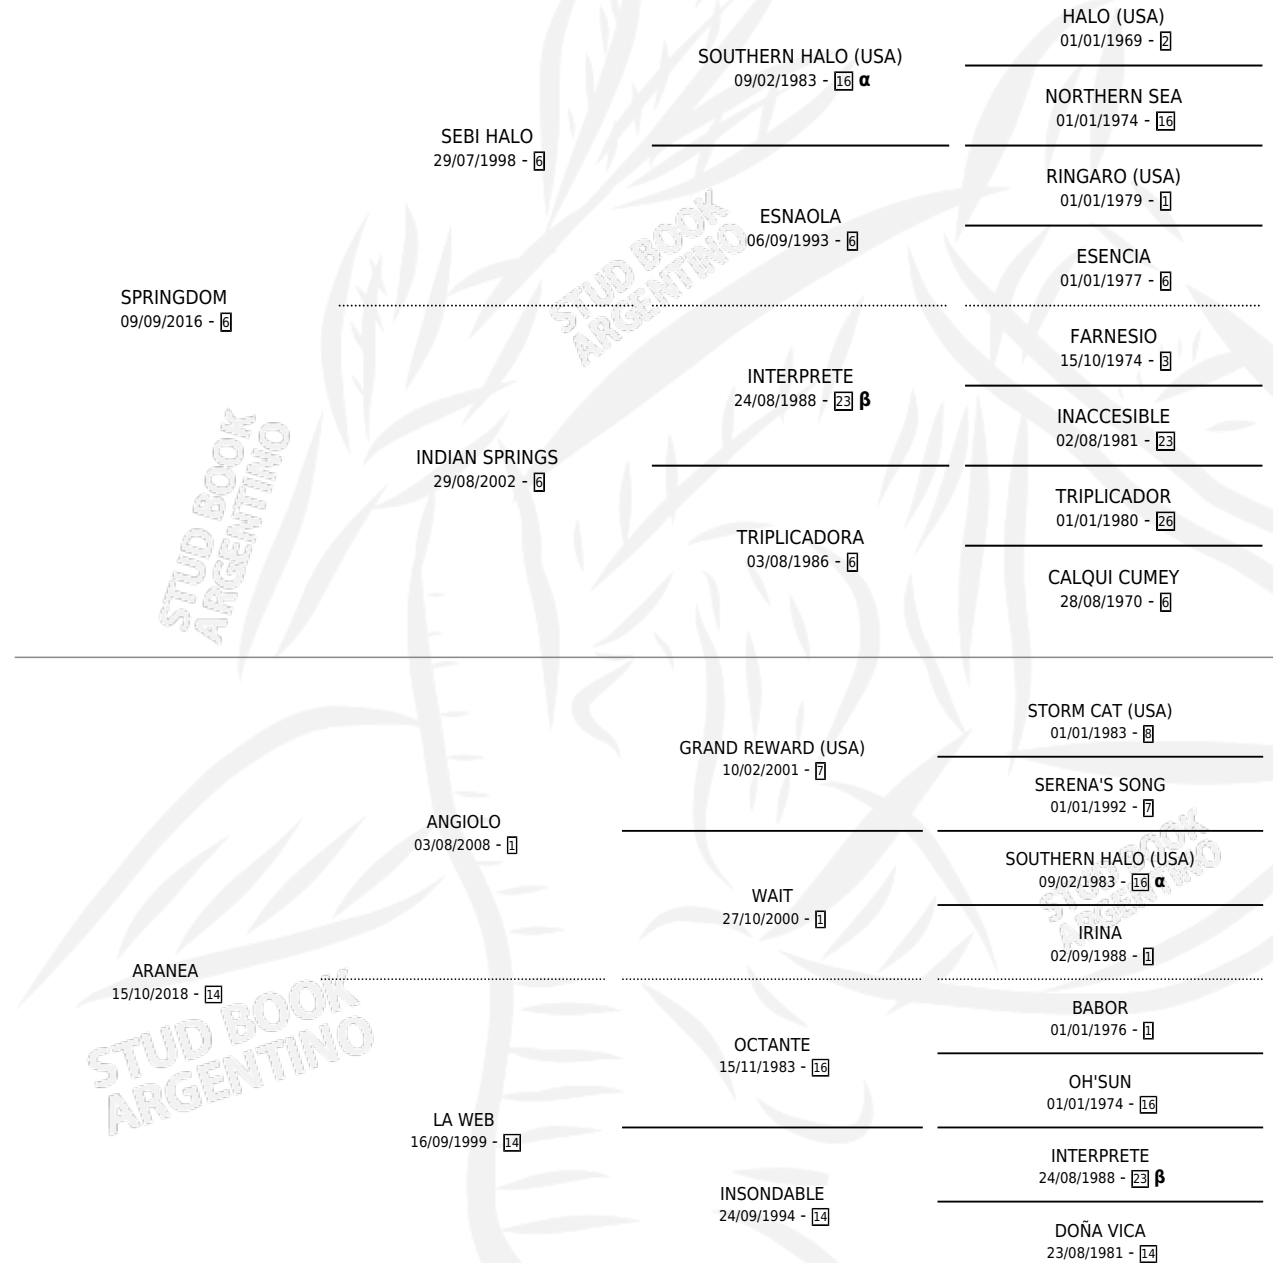 HALO (USA)
01/01/1969 - 2
SOUTHERN HALO (USA)
09/02/1983 - 16 α
NORTHERN SEA
01/01/1974 - 16
SEBI HALO
29/07/1998 - 6
RINGARO (USA)
01/01/1979 - 1
ESNAOLA
06/09/1993 - 6
ESENCIA
01/01/1977 - 6
SPRINGDOM
09/09/2016 - 6
FARNESIO
15/10/1974 - 3
INTERPRETE
24/08/1988 - 23 β
INACCESIBLE
02/08/1981 - 23
INDIAN SPRINGS
29/08/2002 - 6
TRIPLICADOR
01/01/1980 - 26
TRIPLICADORA
03/08/1986 - 6
CALQUI CUMEY
28/08/1970 - 6
STUD BOOK
ARGENTINO
STUD BOOK
ARGENTINO
STORM CAT (USA)
01/01/1983 - 8
GRAND REWARD (USA)
10/02/2001 - 7
SERENA'S SONG
01/01/1992 - 7
ANGIOLO
03/08/2008 - 1
SOUTHERN HALO (USA)
09/02/1983 - 16 α
WAIT
27/10/2000 - 1
IRINA
02/09/1988 - 1
ARANEA
15/10/2018 - 14
BABOR
01/01/1976 - 1
OCTANTE
15/11/1983 - 16
OH'SUN
01/01/1974 - 16
LA WEB
16/09/1999 - 14
INTERPRETE
24/08/1988 - 23 β
INSONDABLE
24/09/1994 - 14
DOÑA VICA
23/08/1981 - 14
STUD BOOK
ARGENTINO
STUD BOOK
ARGENTINO